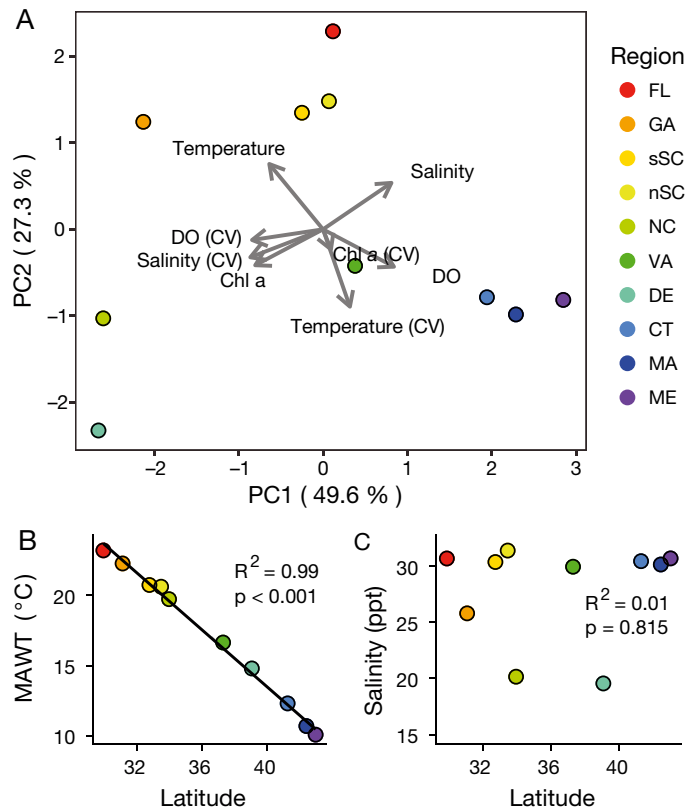 A
PC2 ( 27.3 % )
2
1
0
−1
−2
Temperature
Salinity
DO (CV)
Salinity (CV)
Chl a
Chl a (CV)
DO
Temperature (CV)
−2
−1
0
1
2
3
PC1 ( 49.6 % )
Region
FL
GA
sSC
nSC
NC
VA
DE
CT
MA
ME
B
MAWT (°C)
20
15
10
R² = 0.99
p < 0.001
32
36
40
Latitude
C
Salinity (ppt)
30
25
20
15
R² = 0.01
p = 0.815
32
36
40
Latitude